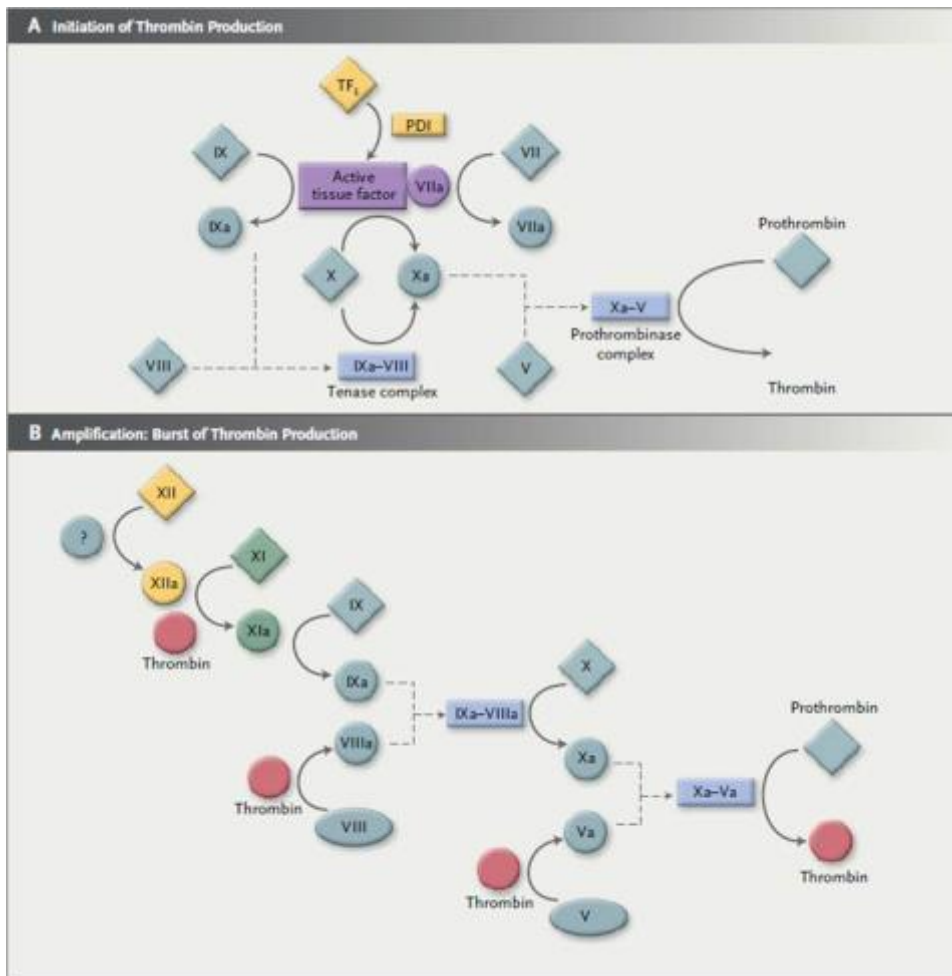 A Initiation of Thrombin Production
TFi
PDI
IX
VII
Active
tissue factor
VIIa
IXa
VIIa
Prothrombin
X
Xa
Xa–V
Prothrombinase
complex
VIII
IXa–VIII
Tenase complex
V
Thrombin
B Amplification: Burst of Thrombin Production
XII
?
XI
XIIa
IX
XIa
Thrombin
IXa
X
IXa–VIIIa
Prothrombin
VIIIa
Xa
Thrombin
Xa–Va
VIII
Va
Thrombin
Thrombin
V